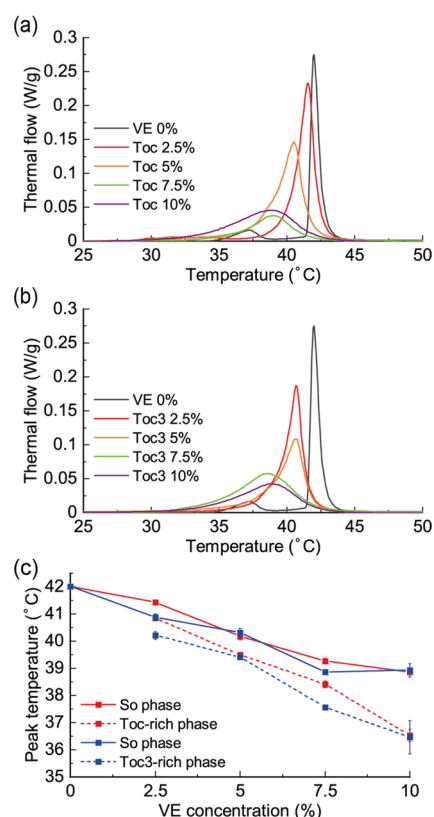 (a)
0.3
0.25
0.2
0.15
0.1
0.05
0
Thermal flow (W/g)
VE 0%
Toc 2.5%
Toc 5%
Toc 7.5%
Toc 10%
25 30 35 40 45 50
Temperature (°C)
(b)
0.3
0.25
0.2
0.15
0.1
0.05
0
Thermal flow (W/g)
VE 0%
Toc3 2.5%
Toc3 5%
Toc3 7.5%
Toc3 10%
25 30 35 40 45 50
Temperature (°C)
(c)
42
41
40
39
38
37
36
35
Peak temperature (°C)
So phase
Toc-rich phase
So phase
Toc3-rich phase
0 2.5 5 7.5 10
VE concentration (%)